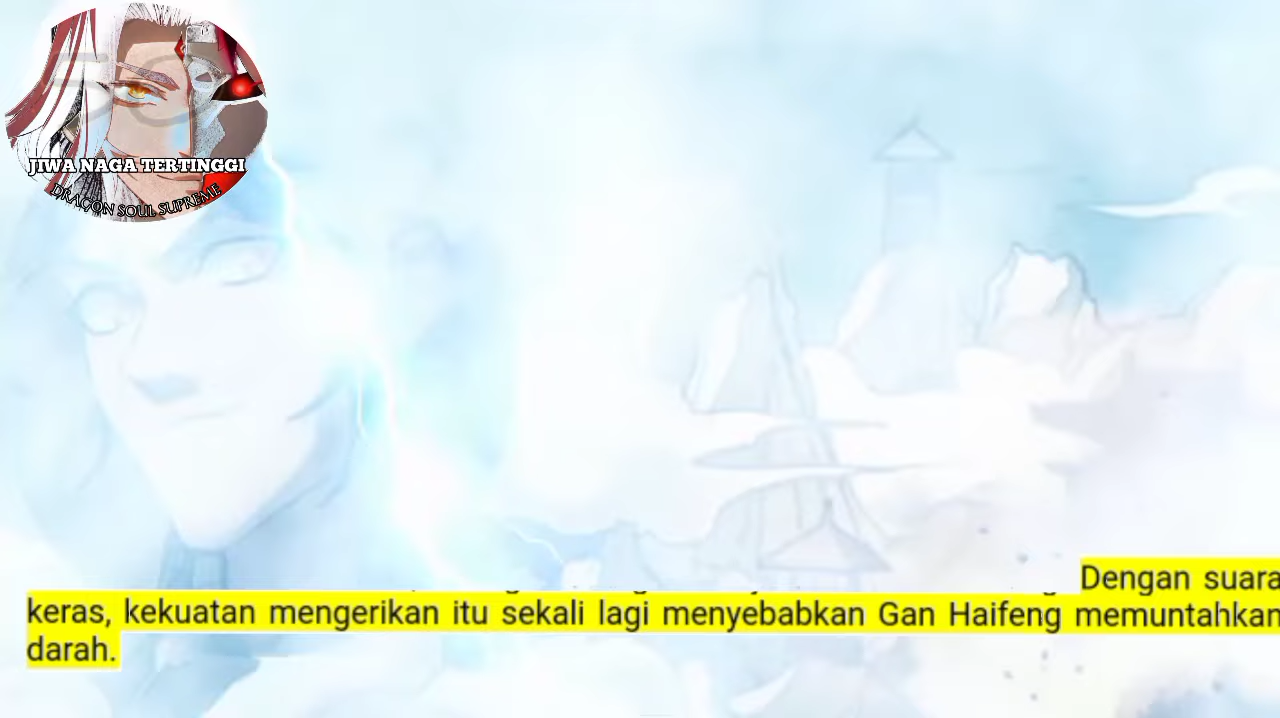 JIWA NAGA TERTINGGI
DRAGON SOUL SUPREME
Dengan suara
keras, kekuatan mengerikan itu sekali lagi menyebabkan Gan Haifeng memuntahkan
darah.